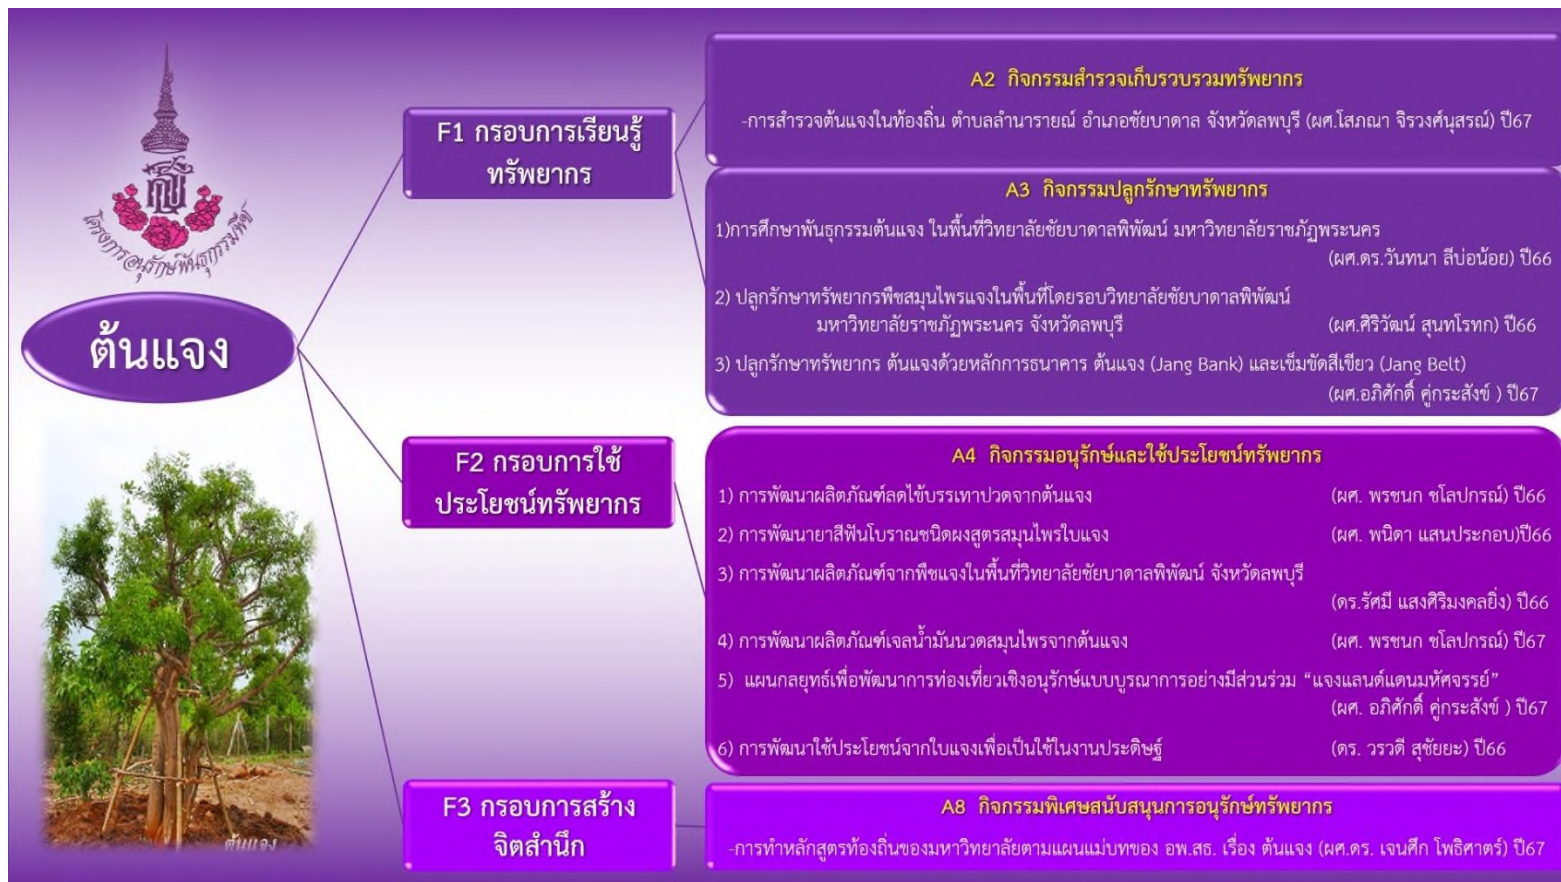 โครงการอนุรักษ์พันธุกรรมพืช
ต้นแจง
ต้นแจง
F1 กรอบการเรียนรู้
ทรัพยากร
A2 กิจกรรมสำรวจเก็บรวบรวมทรัพยากร
-การสำรวจต้นแจงในท้องถิ่น ตำบลลำนารายณ์ อำเภอชัยบาดาล จังหวัดลพบุรี (ผศ.โสภณา จิรวงศ์นุสรณ์) ปี67
A3 กิจกรรมปลูกรักษาทรัพยากร
1)การศึกษาพันธุกรรมต้นแจง ในพื้นที่วิทยาลัยชัยบาดาลพิพัฒน์ มหาวิทยาลัยราชภัฏพระนคร
(ผศ.ดร.วันทนา ลีบ่อน้อย) ปี66
2) ปลูกรักษาทรัพยากรพืชสมุนไพรแจงในพื้นที่โดยรอบวิทยาลัยชัยบาดาลพิพัฒน์
มหาวิทยาลัยราชภัฏพระนคร จังหวัดลพบุรี (ผศ.ศิริวัฒน์ สุนทโรทก) ปี66
3) ปลูกรักษาทรัพยากร ต้นแจงด้วยหลักการธนาคาร ต้นแจง (Jang Bank) และเข็มขัดสีเขียว (Jang Belt)
(ผศ.อภิศักดิ์ คู่กระสังข์ ) ปี67
F2 กรอบการใช้
ประโยชน์ทรัพยากร
A4 กิจกรรมอนุรักษ์และใช้ประโยชน์ทรัพยากร
1) การพัฒนาผลิตภัณฑ์ลดไข้บรรเทาปวดจากต้นแจง (ผศ. พรชนก ชโลปกรณ์) ปี66
2) การพัฒนายาสีฟันโบราณชนิดผงสูตรสมุนไพรใบแจง (ผศ. พนิดา แสนประกอบ)ปี66
3) การพัฒนาผลิตภัณฑ์จากพืชแจงในพื้นที่วิทยาลัยชัยบาดาลพิพัฒน์ จังหวัดลพบุรี
(ดร.รัศมี แสงศิริมงคลยิ่ง) ปี66
4) การพัฒนาผลิตภัณฑ์เจลน้ำมันนวดสมุนไพรจากต้นแจง (ผศ. พรชนก ชโลปกรณ์) ปี67
5) แผนกลยุทธ์เพื่อพัฒนาการท่องเที่ยวเชิงอนุรักษ์แบบบูรณาการอย่างมีส่วนร่วม “แจงแลนด์แดนมหัศจรรย์”
(ผศ. อภิศักดิ์ คู่กระสังข์ ) ปี67
6) การพัฒนาใช้ประโยชน์จากใบแจงเพื่อเป็นใช้ในงานประดิษฐ์ (ดร. วรวดี สุชัยยะ) ปี66
F3 กรอบการสร้าง
จิตสำนึก
A8 กิจกรรมพิเศษสนับสนุนการอนุรักษ์ทรัพยากร
-การทำหลักสูตรท้องถิ่นของมหาวิทยาลัยตามแผนแม่บทของ อพ.สธ. เรื่อง ต้นแจง (ผศ.ดร. เจนศึก โพธิศาตร์) ปี67